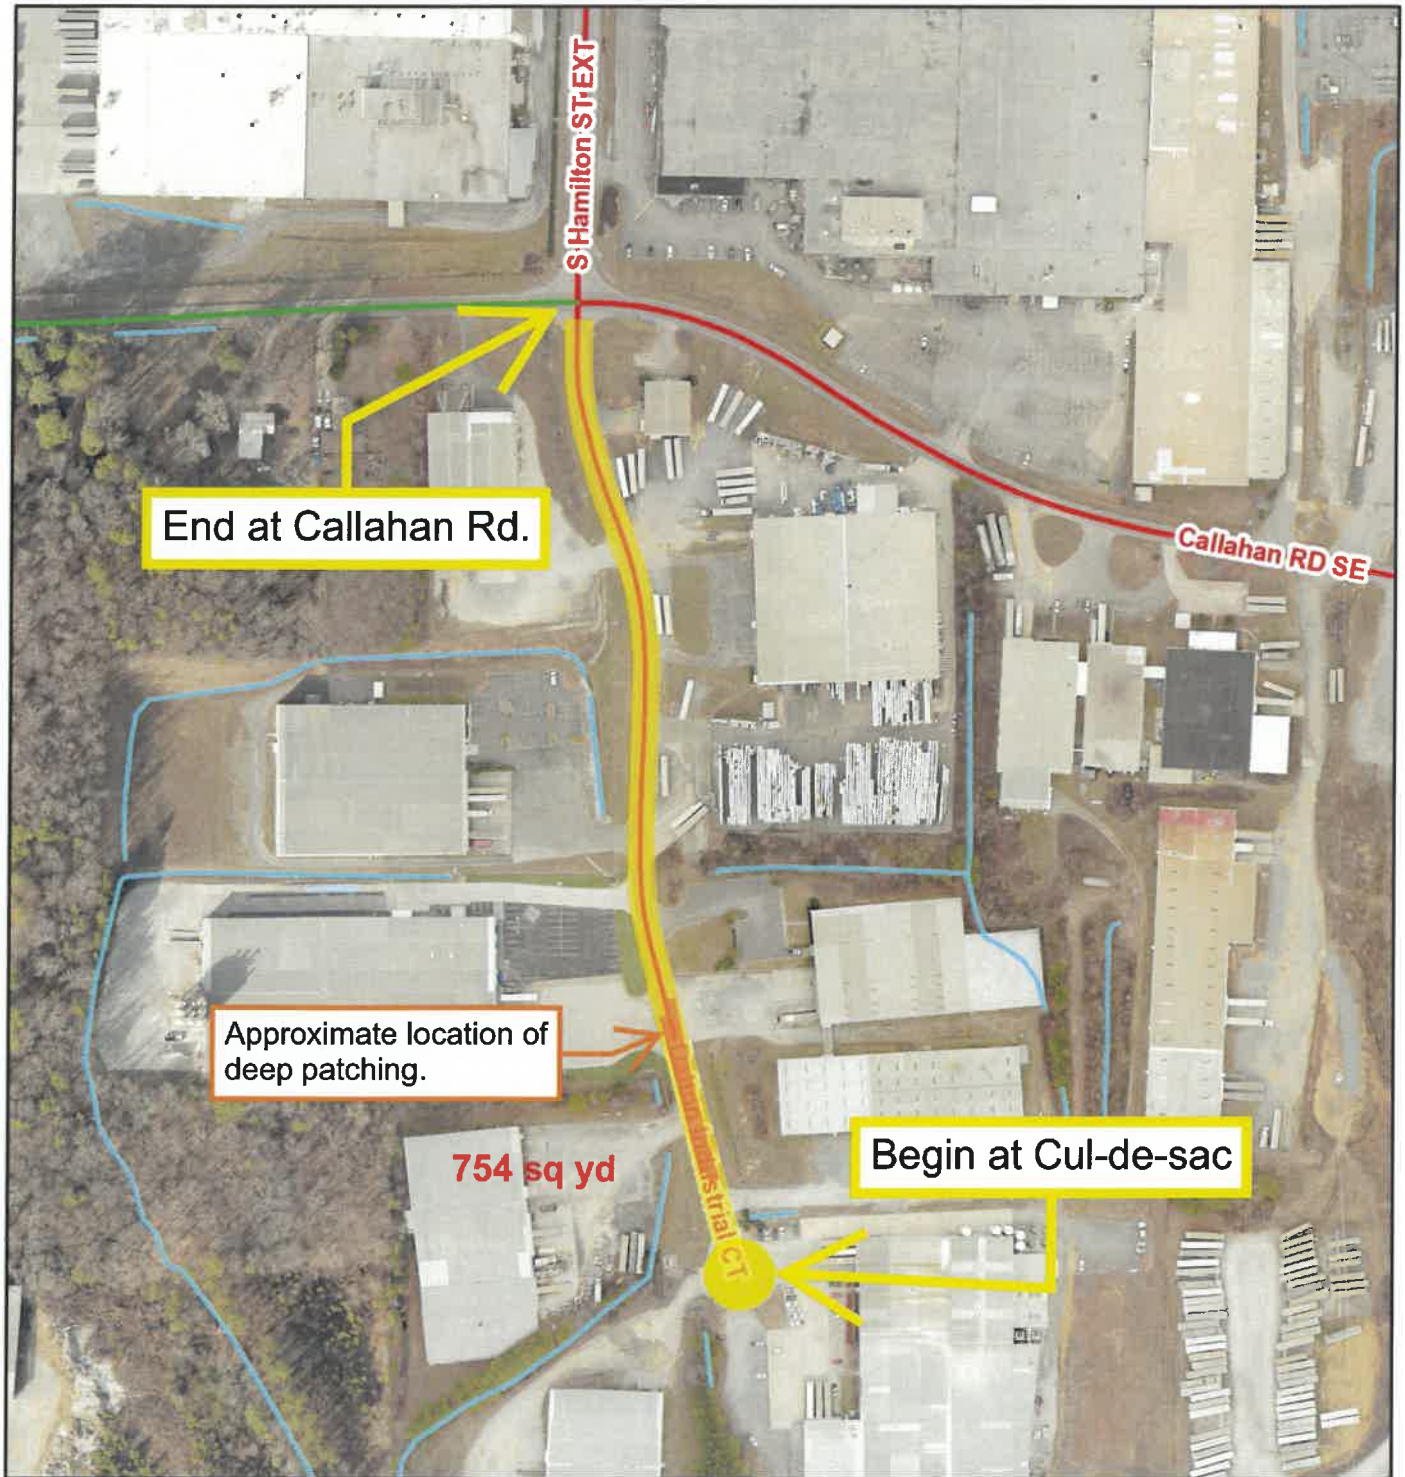 S Hamilton ST EXT
End at Callahan Rd.
Callahan RD SE
Approximate location of
deep patching.
754 sq yd
Begin at Cul-de-sac
CT